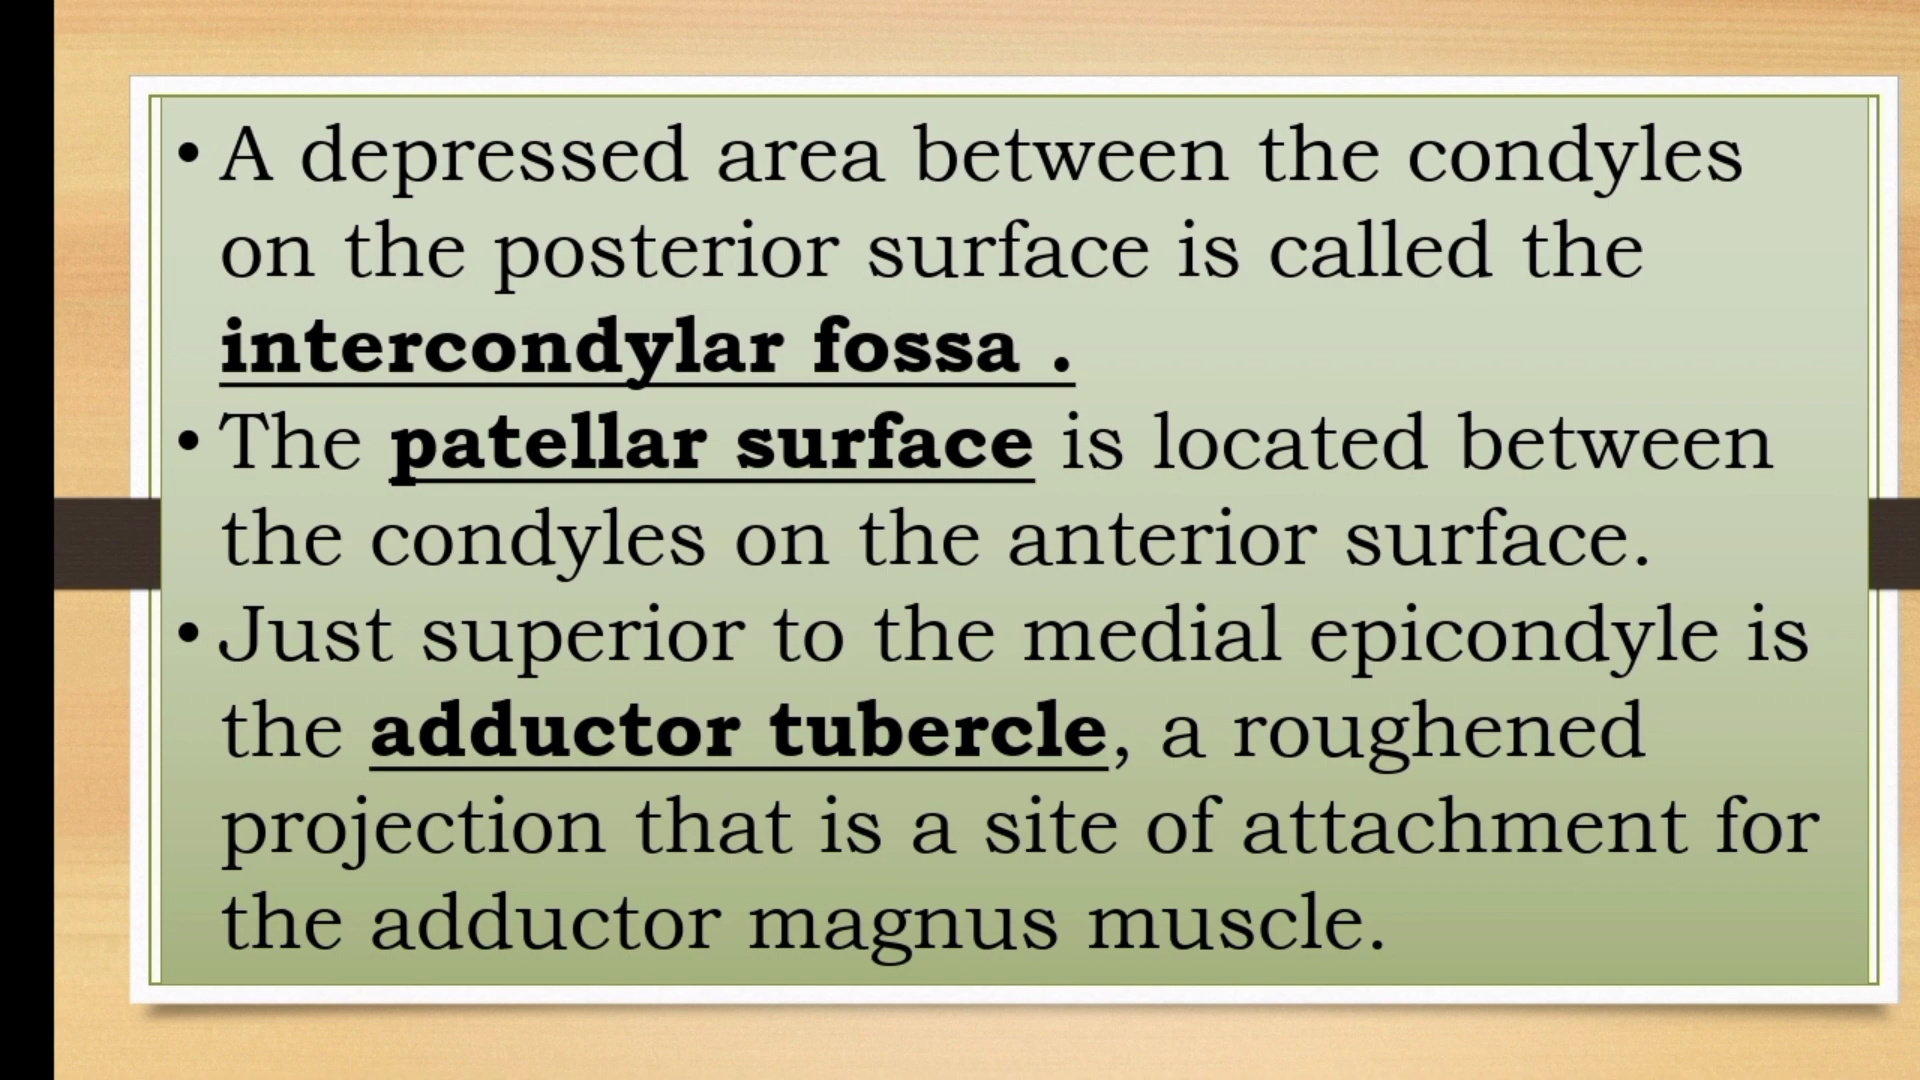 • A depressed area between the condyles
on the posterior surface is called the
intercondylar fossa .
• The patellar surface is located between
the condyles on the anterior surface.
• Just superior to the medial epicondyle is
the adductor tubercle, a roughened
projection that is a site of attachment for
the adductor magnus muscle.